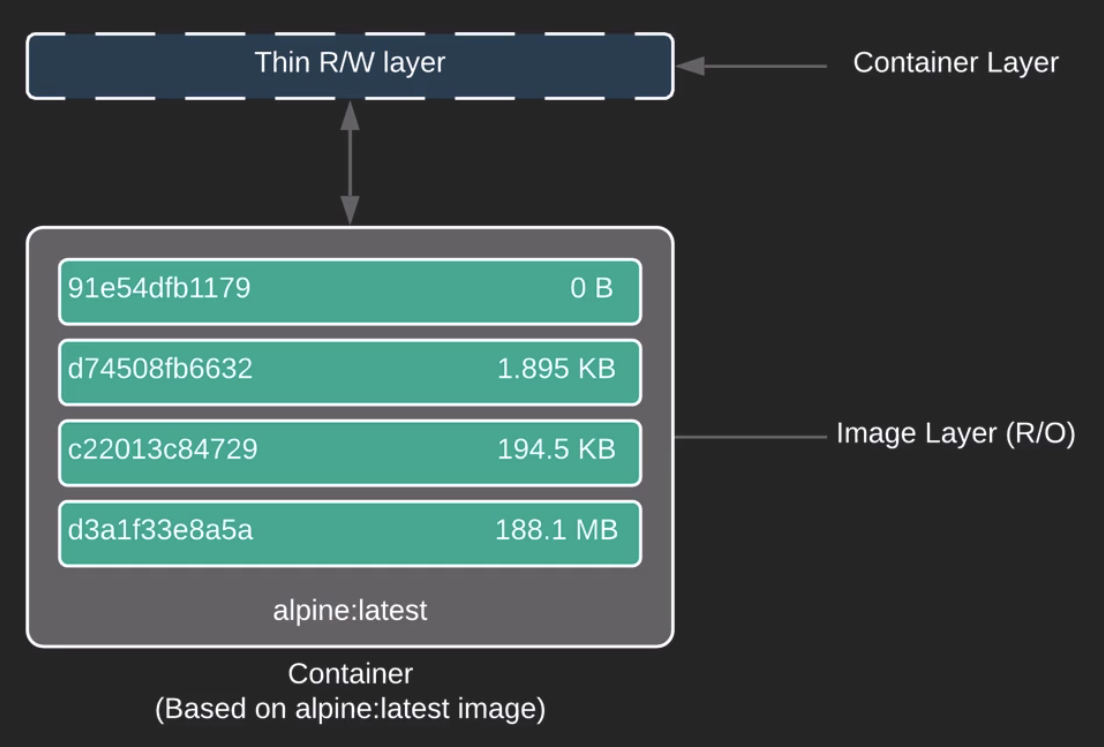 Thin R/W layer
Container Layer
91e54dfb1179 0 B
d74508fb6632 1.895 KB
c22013c84729 194.5 KB
Image Layer (R/O)
d3a1f33e8a5a 188.1 MB
alpine:latest
Container
(Based on alpine:latest image)